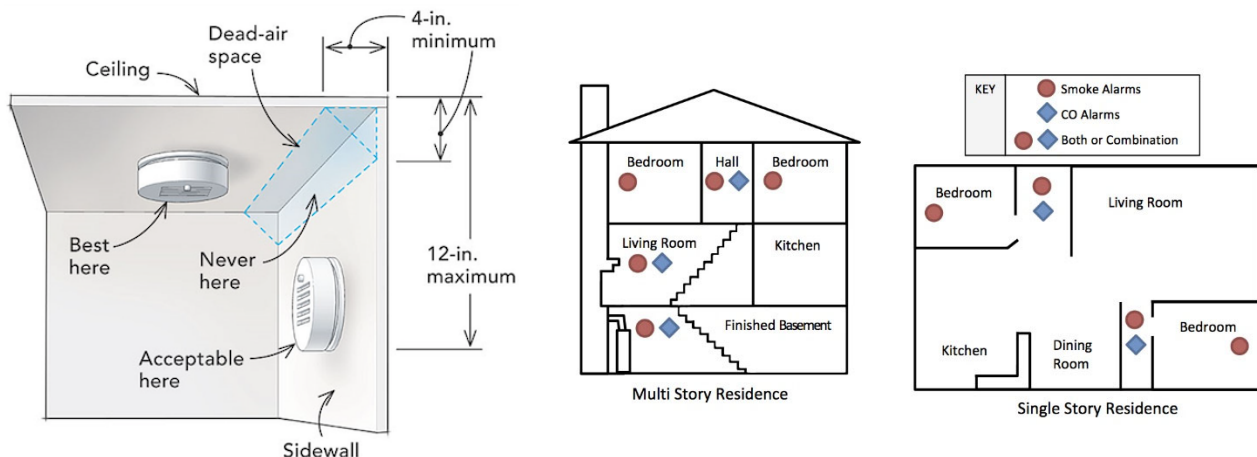 4-in.
minimum
Dead-air
space
Ceiling
Best
here
Never
here
12-in.
maximum
Acceptable
here
Sidewall
Bedroom
Hall
Bedroom
Living Room
Kitchen
Finished Basement
Multi Story Residence
KEY
Smoke Alarms
CO Alarms
Both or Combination
Bedroom
Living Room
Kitchen
Dining
Room
Bedroom
Single Story Residence